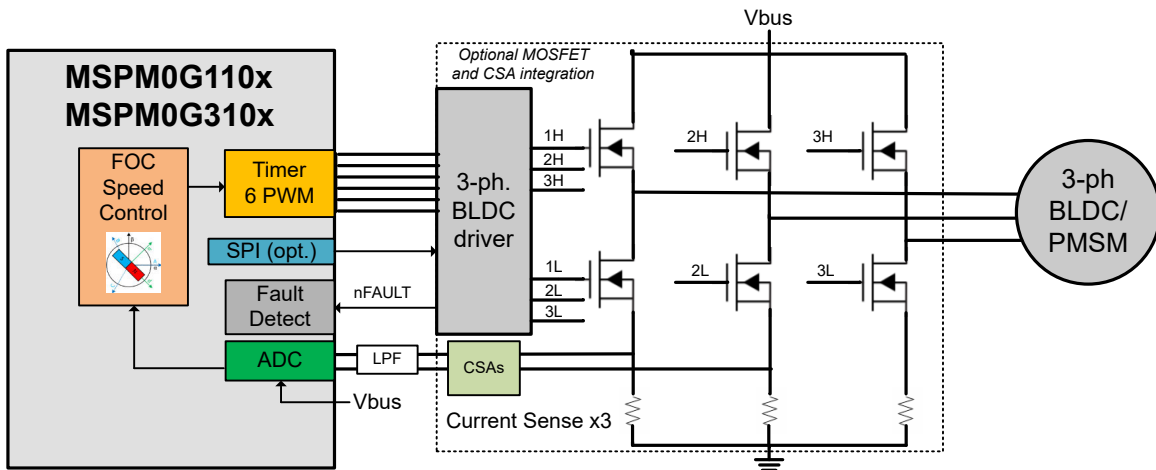 Vbus
Optional MOSFET
and CSA integration
MSPM0G110x
MSPM0G310x
FOC
Speed
Control
Timer
6 PWM
SPI (opt.)
nFAULT
Fault
Detect
ADC
LPF
CSAs
Vbus
Current Sense x3
3-ph.
BLDC
driver
1H
2H
3H
1L
2L
3L
2H
3H
2L
3L
3-ph
BLDC/
PMSM